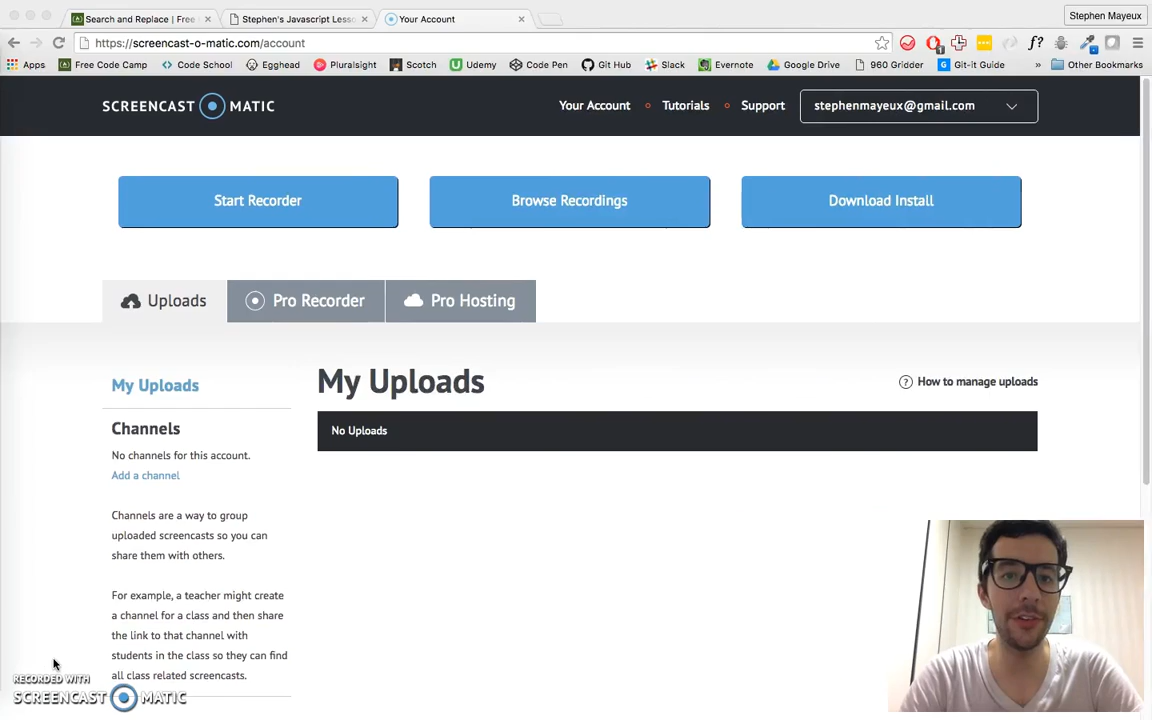 Search and Replace | Free
Stephen's Javascript Lesso
Your Account
Stephen Mayeux
https://screencast-o-matic.com/account
1
f?
Apps
Free Code Camp
Code School
Egghead
Pluralsight
Scotch
Udemy
Code Pen
Git Hub
Slack
Evernote
Google Drive
960 Gridder
Git-it Guide
»
Other Bookmarks
SCREENCAST MATIC
Your Account
Tutorials
Support
stephenmayeux@gmail.com
Start Recorder
Browse Recordings
Download Install
Uploads
Pro Recorder
Pro Hosting
My Uploads
Channels
No channels for this account.
Add a channel
Channels are a way to group
uploaded screencasts so you can
share them with others.
For example, a teacher might create
a channel for a class and then share
the link to that channel with
students in the class so they can find
all class related screencasts.
My Uploads
? How to manage uploads
No Uploads
RECORDED WITH
SCREENCAST MATIC